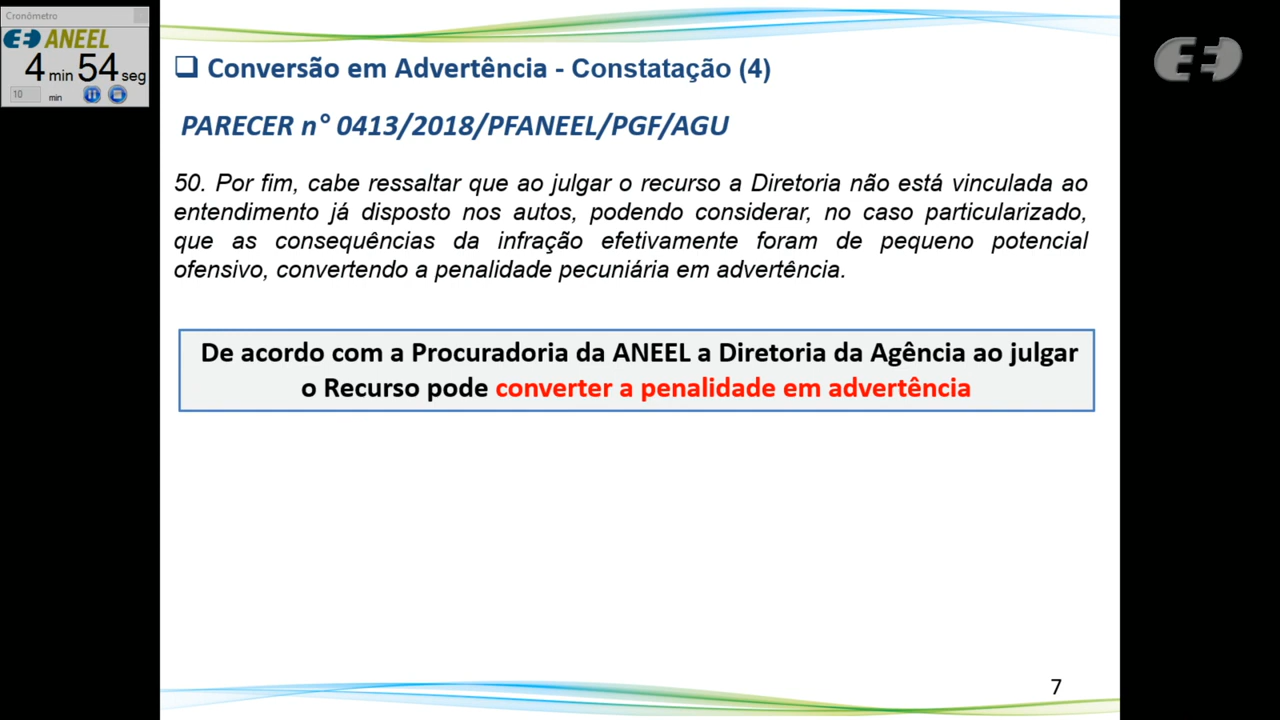 Cronômetro
ANEEL
4 min 54 seg
10 min
❑ Conversão em Advertência - Constatação (4)
PARECER n° 0413/2018/PFANEEL/PGF/AGU
50. Por fim, cabe ressaltar que ao julgar o recurso a Diretoria não está vinculada ao
entendimento já disposto nos autos, podendo considerar, no caso particularizado,
que as consequências da infração efetivamente foram de pequeno potencial
ofensivo, convertendo a penalidade pecuniária em advertência.
De acordo com a Procuradoria da ANEEL a Diretoria da Agência ao julgar
o Recurso pode converter a penalidade em advertência
7